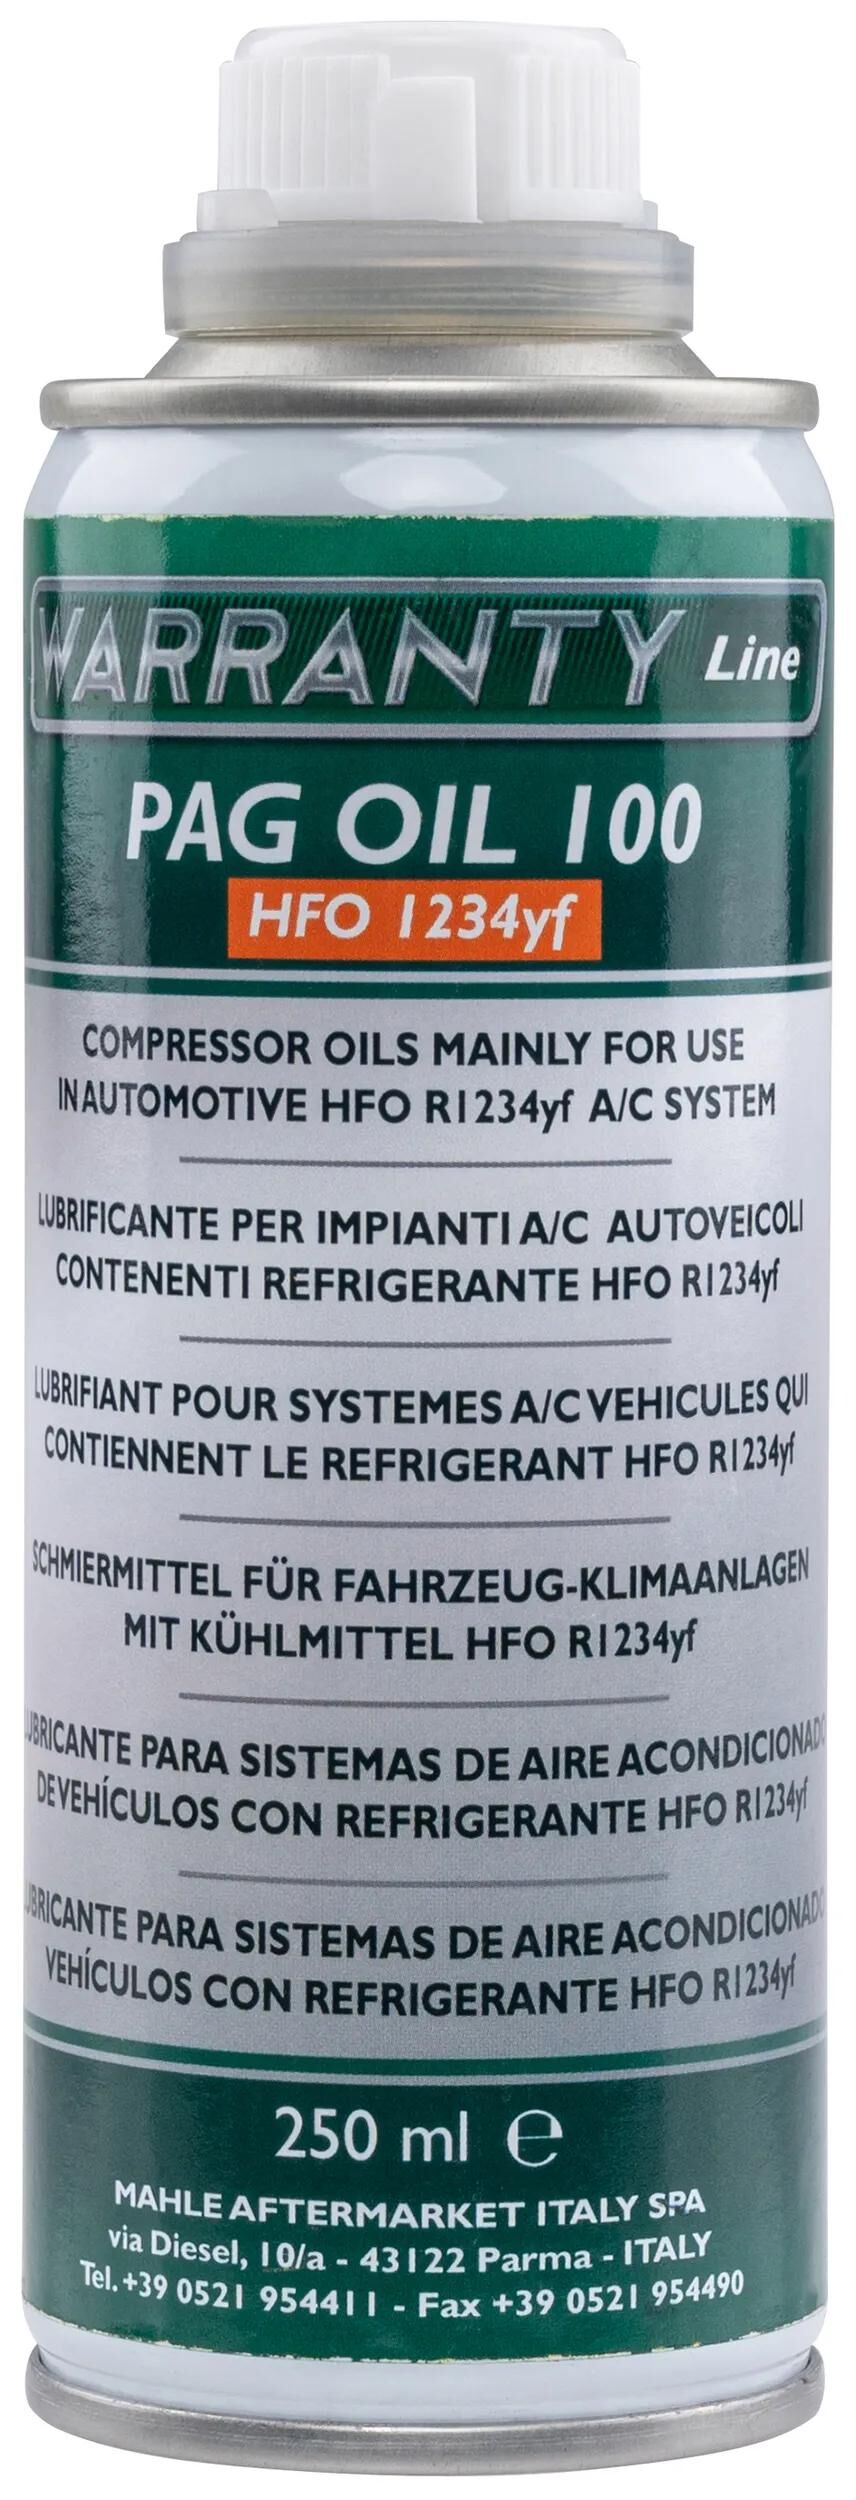 WARRANTY Line
PAG OIL 100
HFO 1234yf
COMPRESSOR OILS MAINLY FOR USE
IN AUTOMOTIVE HFO R1234yf A/C SYSTEM
LUBRIFICANTE PER IMPIANTI A/C AUTOVEICOLI
CONTENENTI REFRIGERANTE HFO R1234yf
LUBRIFIANT POUR SYSTEMES A/C VEHICULES QUI
CONTIENNENT LE REFRIGERANT HFO R1234yf
SCHMIERMITTEL FÜR FAHRZEUG-KLIMAANLAGEN
MIT KÜHLMITTEL HFO R1234yf
LUBRICANTE PARA SISTEMAS DE AIRE ACONDICIONADO
DE VEHÍCULOS CON REFRIGERANTE HFO R1234yf
LUBRICANTE PARA SISTEMAS DE AIRE ACONDICIONADO
VEHÍCULOS CON REFRIGERANTE HFO R1234yf
250 ml ℮
MAHLE AFTERMARKET ITALY SPA
via Diesel, 10/a - 43122 Parma - ITALY
Tel. +39 0521 954411 - Fax +39 0521 954490